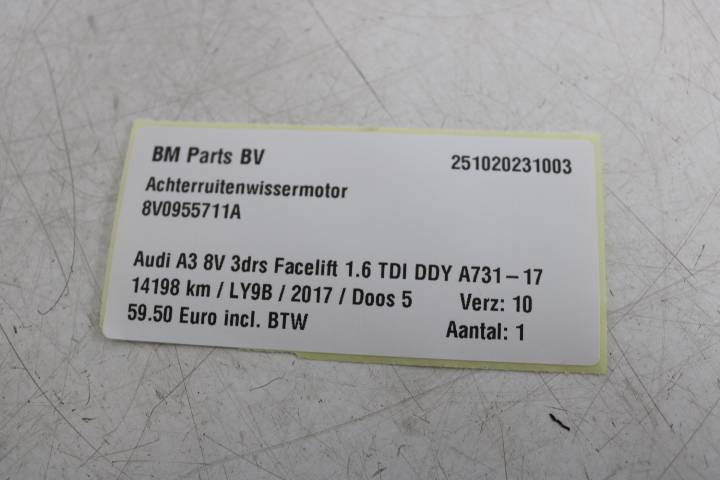 BM Parts BV 251020231003
Achterruitenwissermotor
8V0955711A
Audi A3 8V 3drs Facelift 1.6 TDI DDY A731-17
14198 km / LY9B / 2017 / Doos 5 Verz: 10
59.50 Euro incl. BTW Aantal: 1